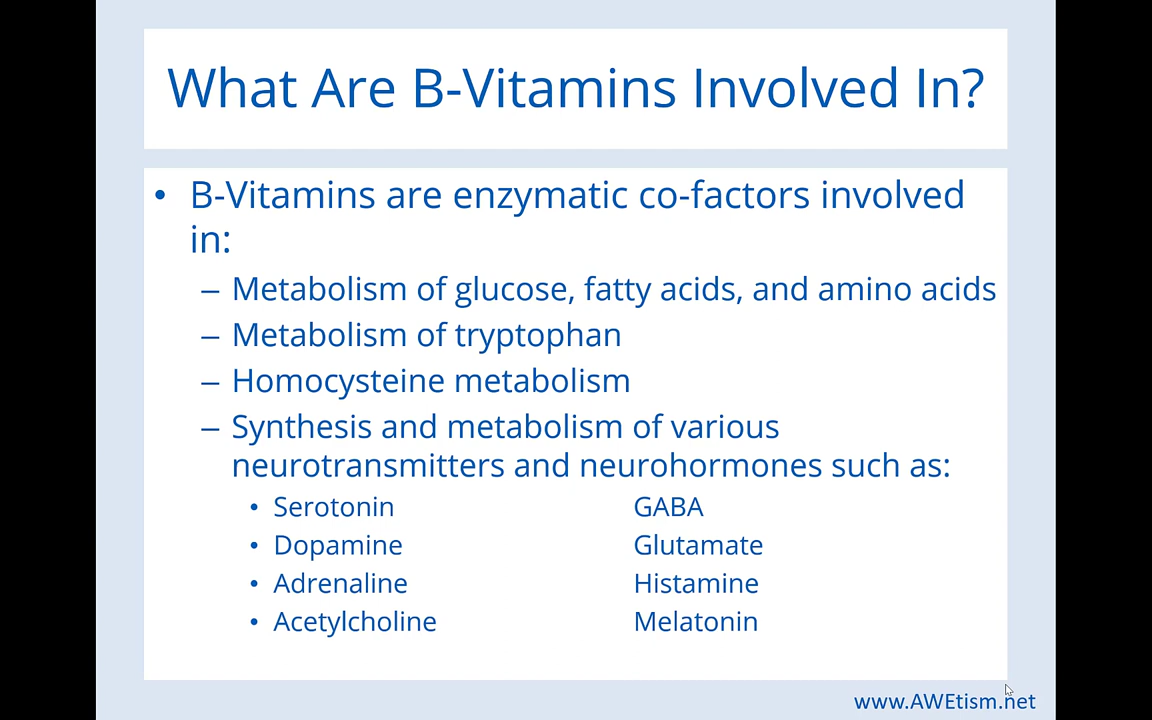 What Are B-Vitamins Involved In?
• B-Vitamins are enzymatic co-factors involved
in:
– Metabolism of glucose, fatty acids, and amino acids
– Metabolism of tryptophan
– Homocysteine metabolism
– Synthesis and metabolism of various
neurotransmitters and neurohormones such as:
• Serotonin GABA
• Dopamine Glutamate
• Adrenaline Histamine
• Acetylcholine Melatonin
www.AWEtism.net